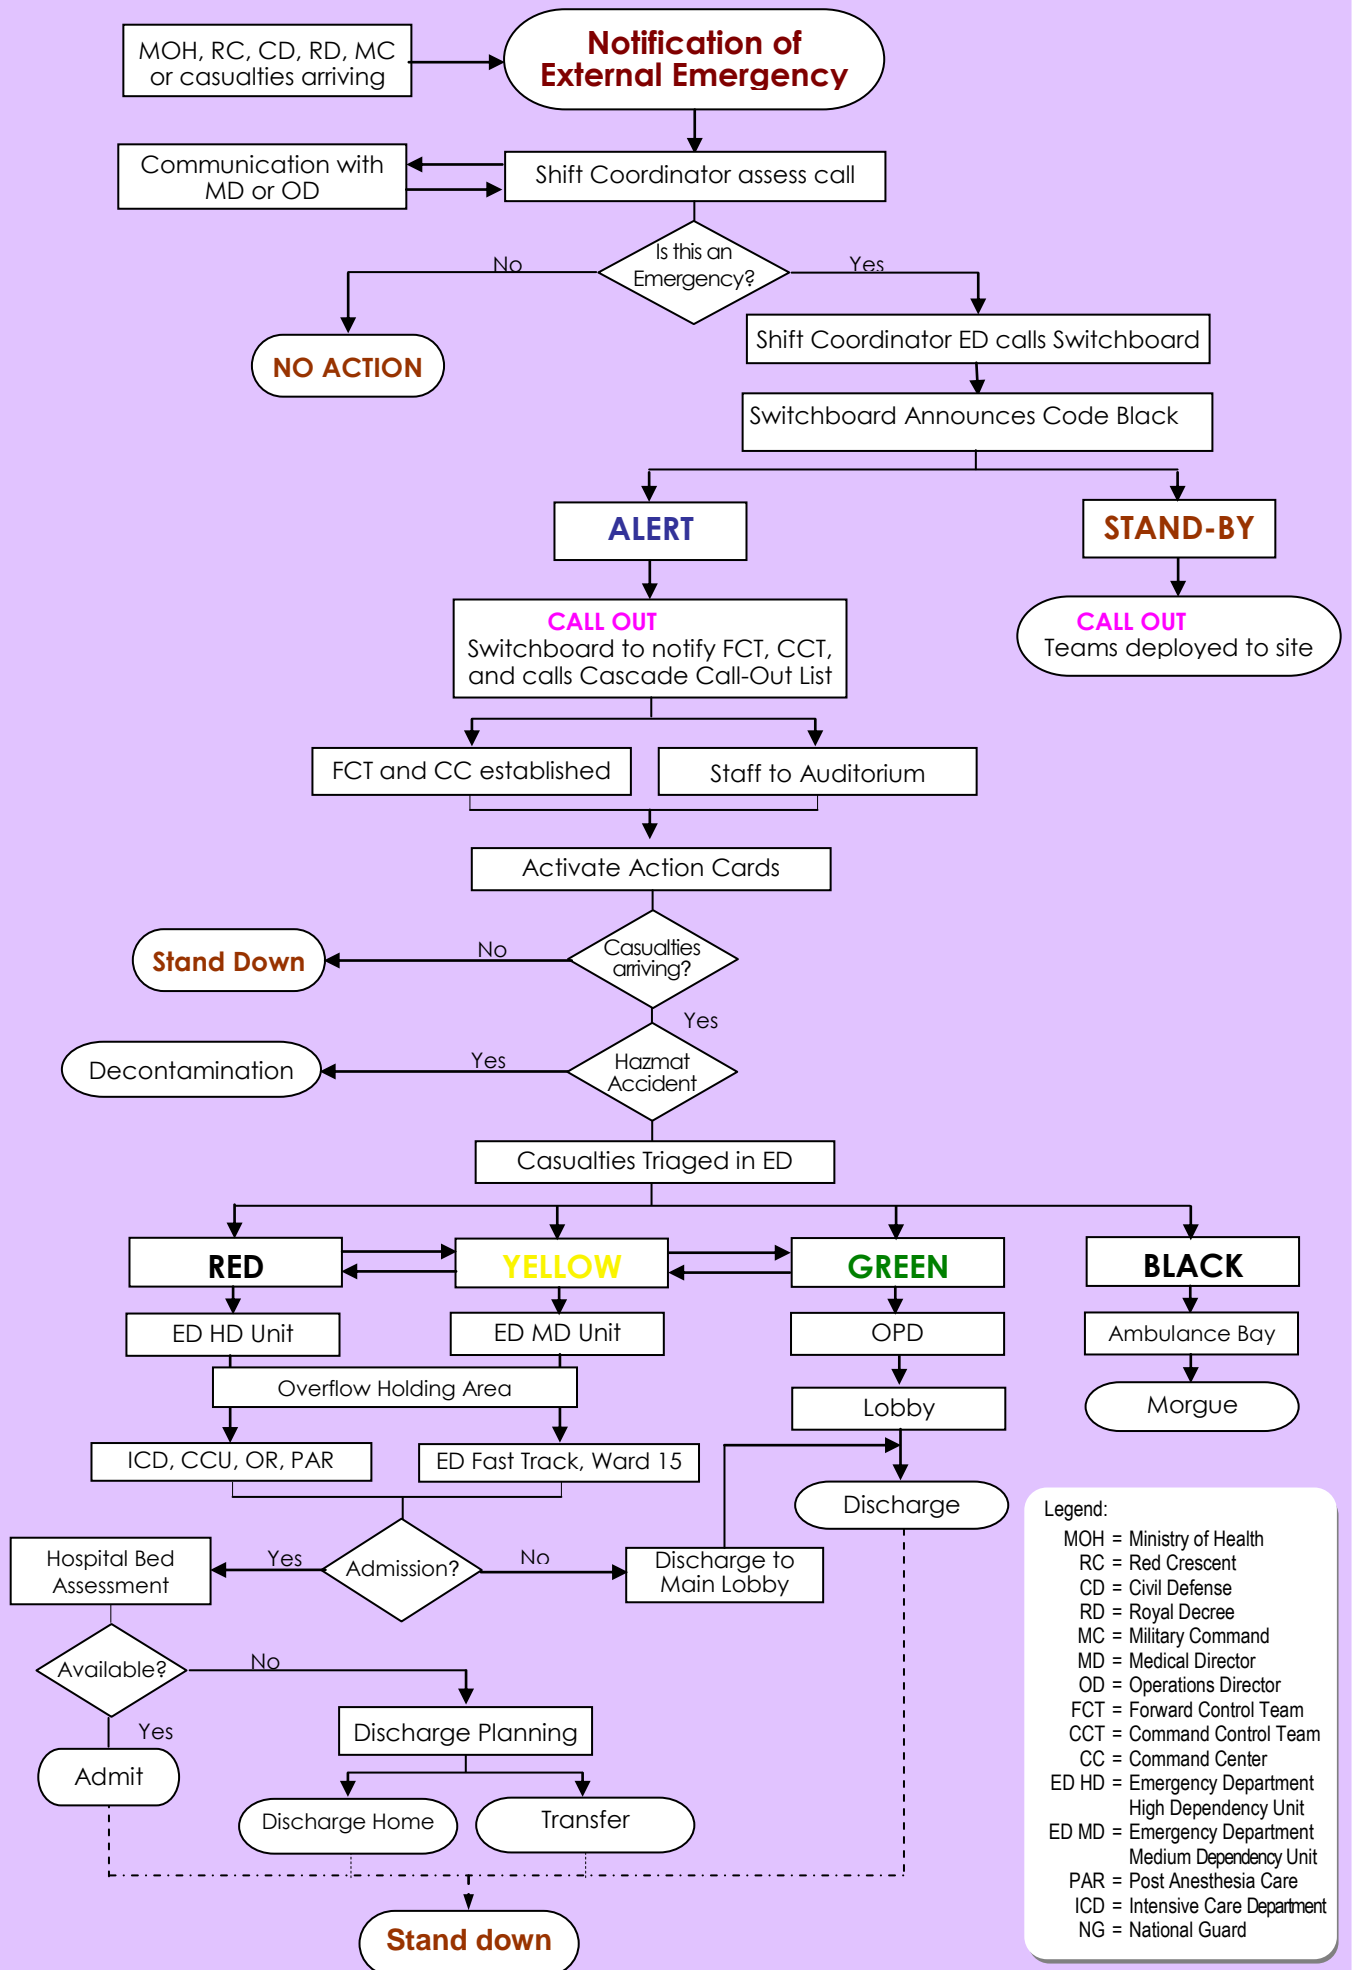 MOH, RC, CD, RD, MC
or casualties arriving
Notification of
External Emergency
Communication with
MD or OD
Shift Coordinator assess call
Is this an
Emergency?
No
Yes
NO ACTION
Shift Coordinator ED calls Switchboard
Switchboard Announces Code Black
ALERT
STAND-BY
CALL OUT
Switchboard to notify FCT, CCT,
and calls Cascade Call-Out List
CALL OUT
Teams deployed to site
FCT and CC established
Staff to Auditorium
Activate Action Cards
Casualties
arriving?
No
Stand Down
Yes
Hazmat
Accident
Yes
Decontamination
Casualties Triaged in ED
RED
YELLOW
GREEN
BLACK
ED HD Unit
ED MD Unit
OPD
Ambulance Bay
Overflow Holding Area
Lobby
Morgue
ICD, CCU, OR, PAR
ED Fast Track, Ward 15
Discharge
Hospital Bed
Assessment
Yes
Admission?
No
Discharge to
Main Lobby
Available?
No
Yes
Discharge Planning
Admit
Discharge Home
Transfer
Stand down
Legend:
MOH = Ministry of Health
RC = Red Crescent
CD = Civil Defense
RD = Royal Decree
MC = Military Command
MD = Medical Director
OD = Operations Director
FCT = Forward Control Team
CCT = Command Control Team
CC = Command Center
ED HD = Emergency Department
High Dependency Unit
ED MD = Emergency Department
Medium Dependency Unit
PAR = Post Anesthesia Care
ICD = Intensive Care Department
NG = National Guard